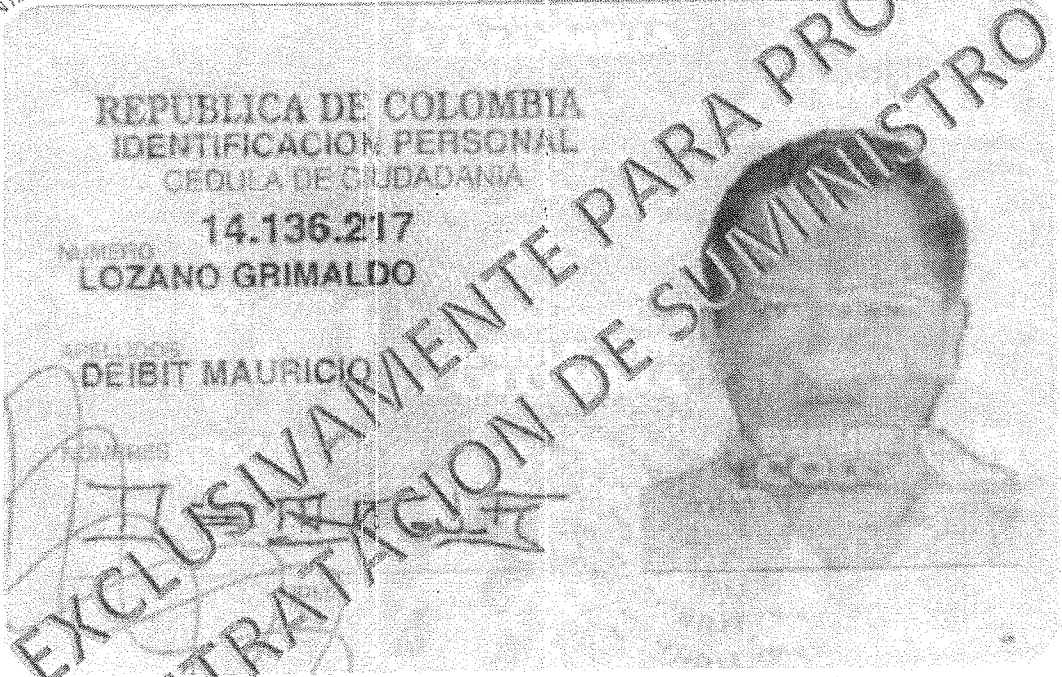 REPUBLICA DE COLOMBIA
IDENTIFICACION PERSONAL
CEDULA DE CIUDADANIA
14.136.217
NUMERO
LOZANO GRIMALDO
APELLIDOS
DEIBIT MAURICIO
NOMBRES
EXCLUSIVAMENTE PARA PRO
TRATACION DE SUMINISTRO